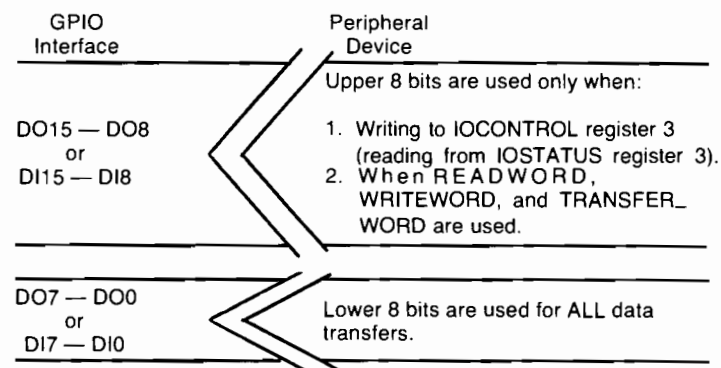 GPIO
Interface
Peripheral
Device
Upper 8 bits are used only when:
DO15 — DO8
or
DI15 — DI8
1. Writing to IOCONTROL register 3
(reading from IOSTATUS register 3).
2. When READWORD,
WRITEWORD, and TRANSFER_
WORD are used.
DO7 — DO0
or
DI7 — DI0
Lower 8 bits are used for ALL data
transfers.